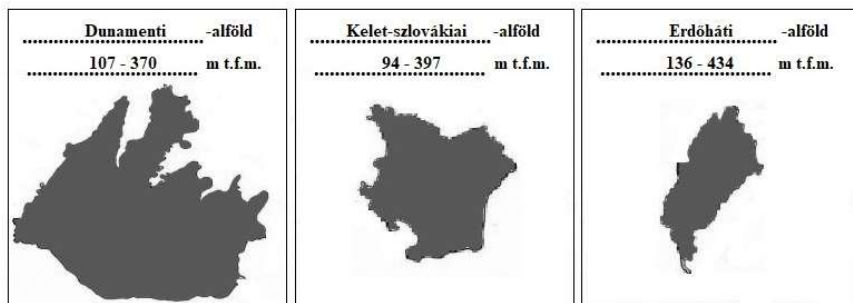 Dunamenti -alföld
107 - 370 m t.f.m.
Kelet-szlovákiai -alföld
94 - 397 m t.f.m.
Erdőháti -alföld
136 - 434 m t.f.m.